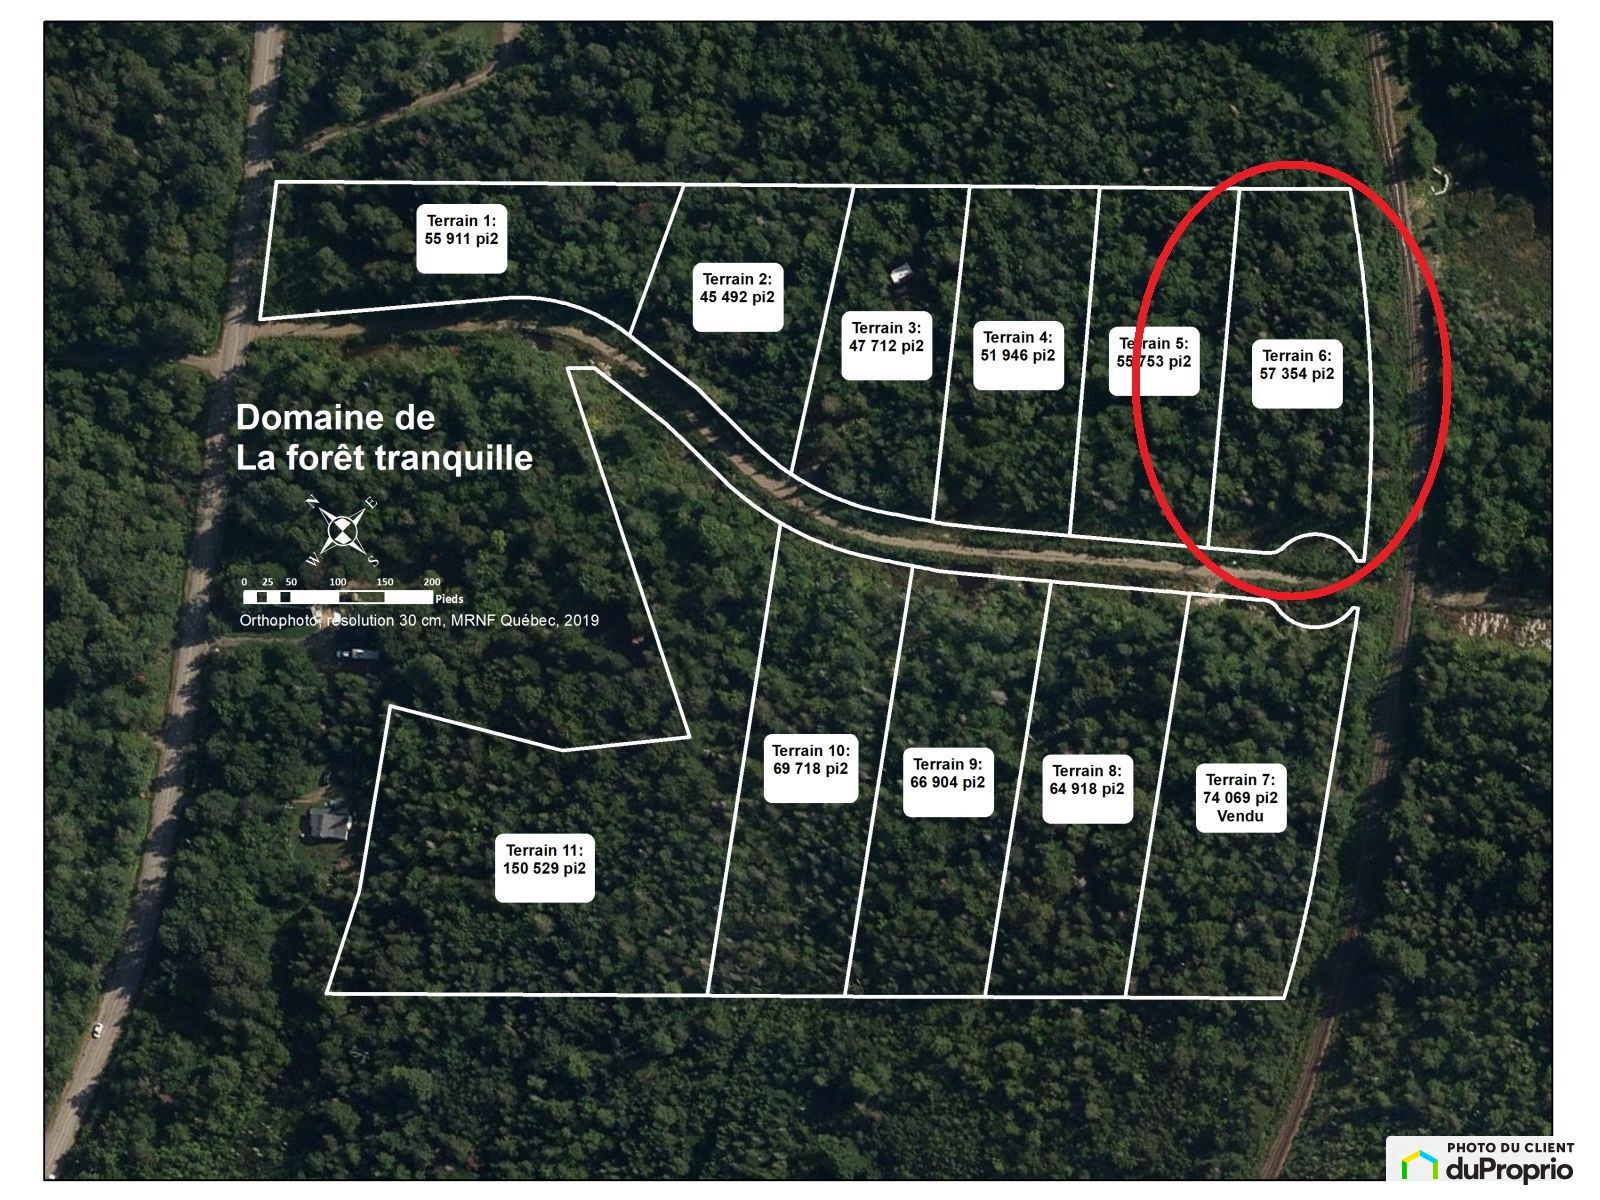 Terrain 1:
55 911 pi2
Terrain 2:
45 492 pi2
Terrain 3:
47 712 pi2
Terrain 4:
51 946 pi2
Terrain 5:
55 753 pi2
Terrain 6:
57 354 pi2
Domaine de
La forêt tranquille
N
E
W
S
0 25 50 100 150 200
Pieds
Orthophoto, résolution 30 cm, MRNF Québec, 2019
Terrain 10:
69 718 pi2
Terrain 9:
66 904 pi2
Terrain 8:
64 918 pi2
Terrain 7:
74 069 pi2
Vendu
Terrain 11:
150 529 pi2
PHOTO DU CLIENT
duProprio